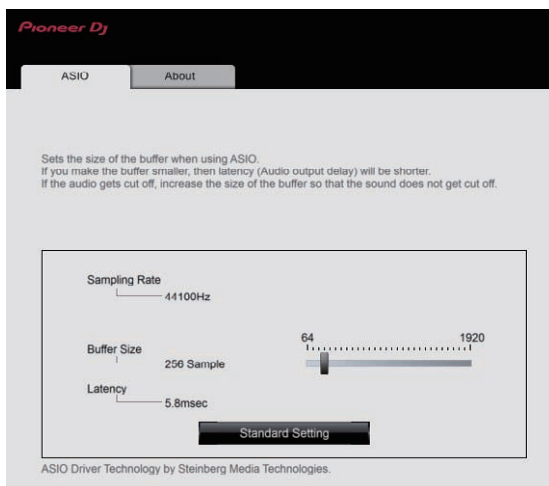 Pioneer Dj
ASIO About
Sets the size of the buffer when using ASIO.
If you make the buffer smaller, then latency (Audio output delay) will be shorter.
If the audio gets cut off, increase the size of the buffer so that the sound does not get cut off.
Sampling Rate
44100Hz
64 1920
Buffer Size
256 Sample
Latency
5.8msec
Standard Setting
ASIO Driver Technology by Steinberg Media Technologies.